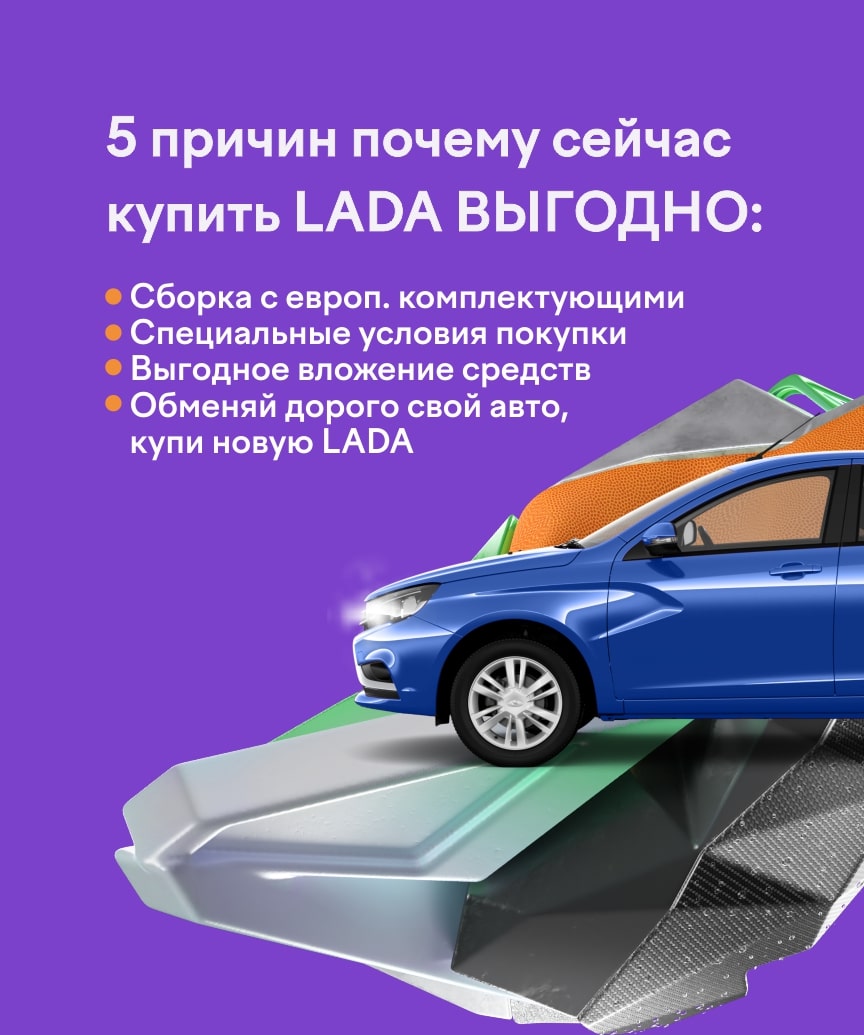 5 причин почему сейчас
купить LADA ВЫГОДНО:
Сборка с европ. комплектующими
Специальные условия покупки
Выгодное вложение средств
Обменяй дорого свой авто,
купи новую LADA